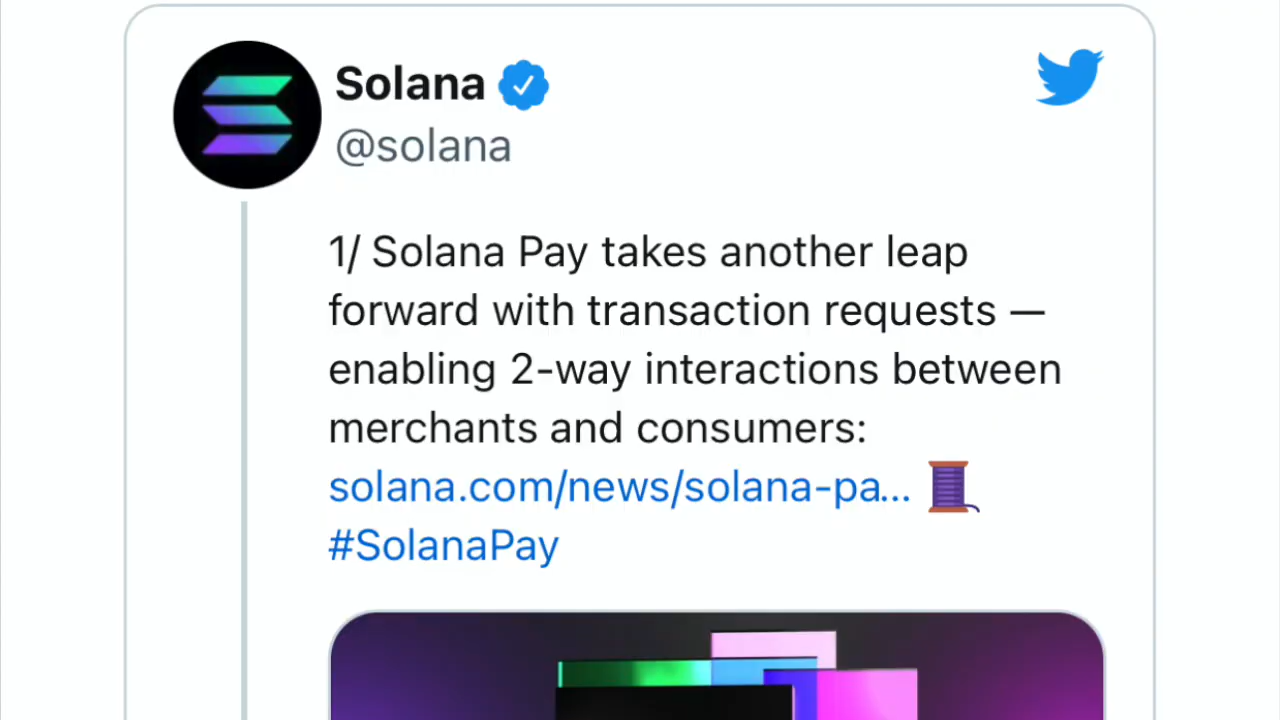 Solana
@solana
1/ Solana Pay takes another leap
forward with transaction requests —
enabling 2-way interactions between
merchants and consumers:
solana.com/news/solana-pa... 🧵
#SolanaPay